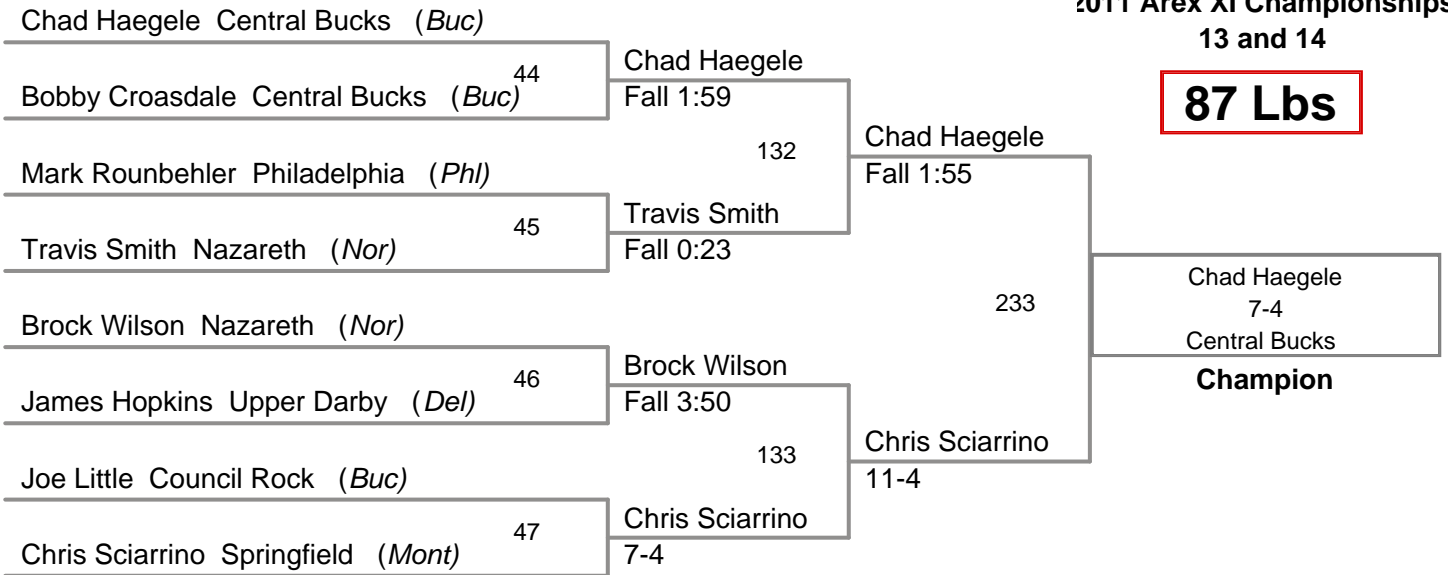 2011 Arex XI Championships
13 and 14
87 Lbs
Chad Haegele Central Bucks (Buc)
44
Bobby Croasdale Central Bucks (Buc)
Mark Rounbehler Philadelphia (Phl)
45
Travis Smith Nazareth (Nor)
Brock Wilson Nazareth (Nor)
46
James Hopkins Upper Darby (Del)
Joe Little Council Rock (Buc)
47
Chris Sciarrino Springfield (Mont)
Chad Haegele
Fall 1:59
132
Travis Smith
Fall 0:23
Brock Wilson
Fall 3:50
133
Chris Sciarrino
7-4
Chad Haegele
Fall 1:55
233
Chris Sciarrino
11-4
Chad Haegele
7-4
Central Bucks
Champion